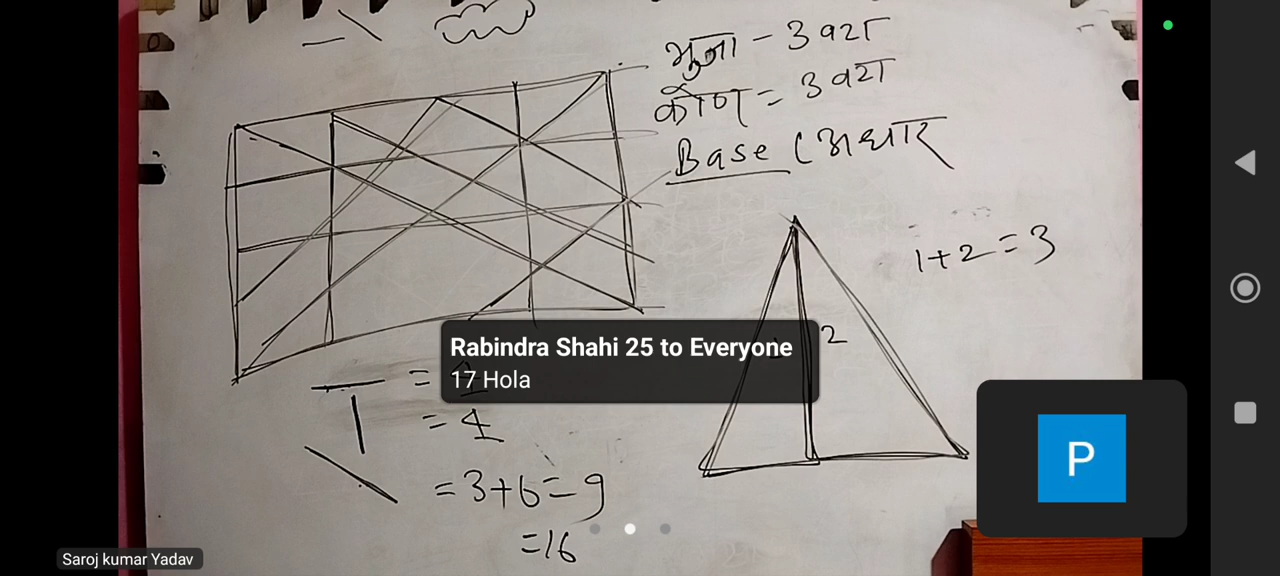 भुजा - 3 वटा
कोण = 3 वटा
Base (अधार
1+2=3
2
Rabindra Shahi 25 to Everyone
17 Hola
=
= 4
= 3+6=9
=16
P
Saroj kumar Yadav